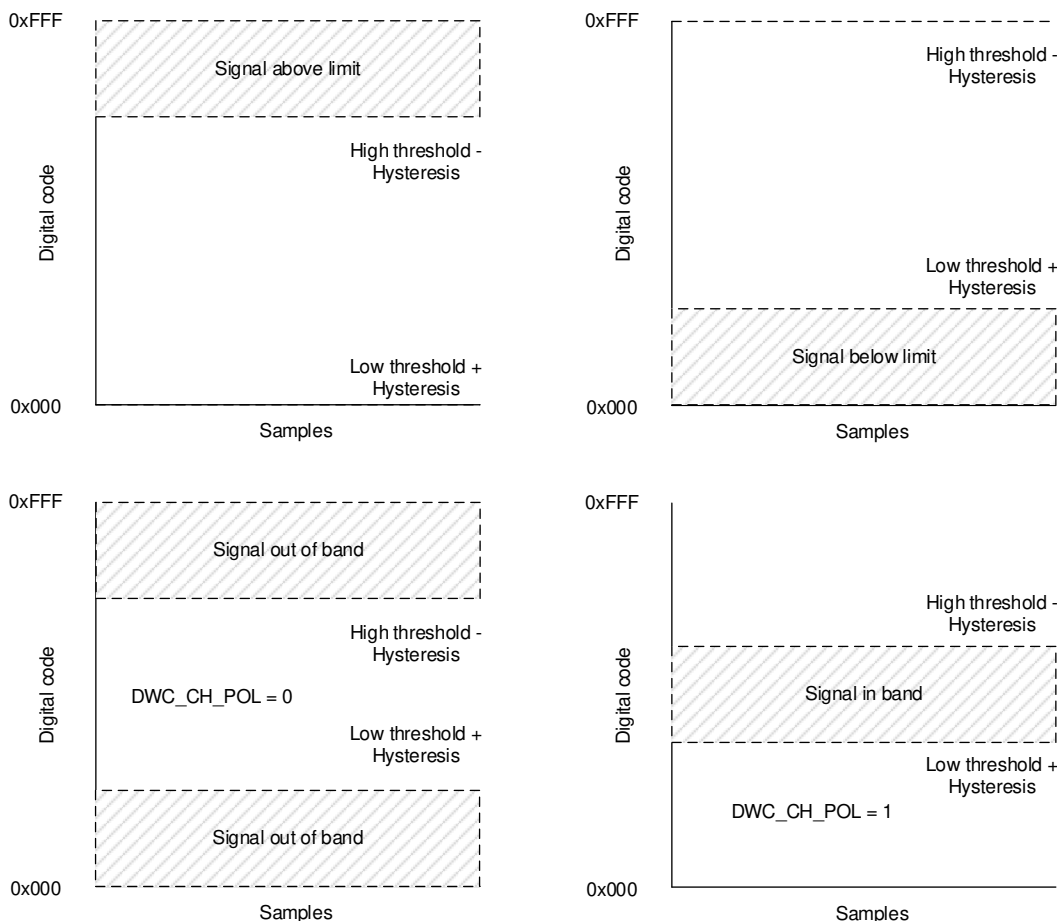 0xFFF
Signal above limit
High threshold -
Hysteresis
Digital code
Low threshold +
Hysteresis
0x000
Samples
0xFFF
High threshold -
Hysteresis
Digital code
Low threshold +
Hysteresis
Signal below limit
0x000
Samples
0xFFF
Signal out of band
High threshold -
Hysteresis
DWC_CH_POL = 0
Digital code
Low threshold +
Hysteresis
Signal out of band
0x000
Samples
0xFFF
High threshold -
Hysteresis
Signal in band
Digital code
Low threshold +
Hysteresis
DWC_CH_POL = 1
0x000
Samples